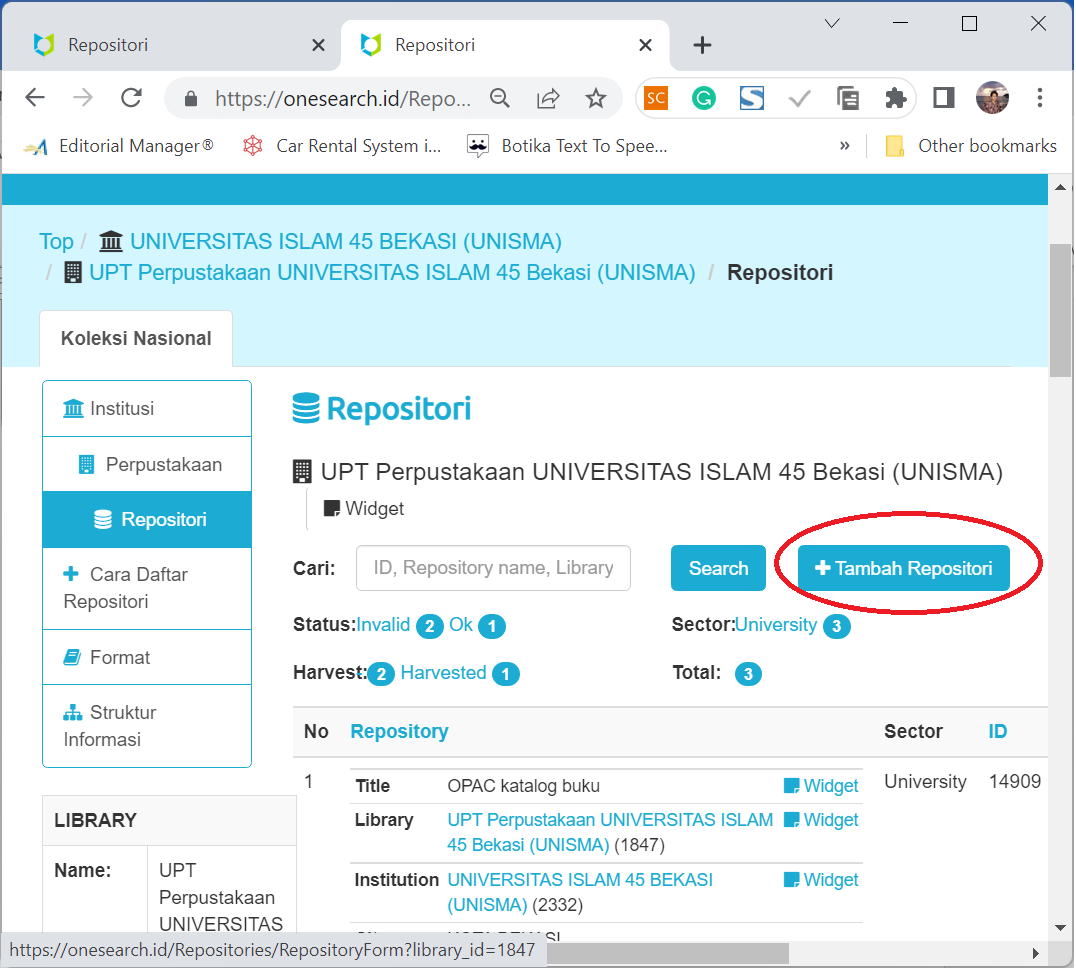 Repositori
Repositori
https://onesearch.id/Repo...
SC
G
S
Editorial Manager®
Car Rental System i...
Botika Text To Spee...
»
Other bookmarks
Top / UNIVERSITAS ISLAM 45 BEKASI (UNISMA)
/ UPT Perpustakaan UNIVERSITAS ISLAM 45 Bekasi (UNISMA) / Repositori
Koleksi Nasional
Institusi
Perpustakaan
Repositori
Cara Daftar
Repositori
Format
Struktur
Informasi
LIBRARY
Name: UPT
Perpustakaan
UNIVERSITAS
Repositori
UPT Perpustakaan UNIVERSITAS ISLAM 45 Bekasi (UNISMA)
Widget
Cari: ID, Repository name, Library Search +Tambah Repositori
Status:Invalid 2 Ok 1 Sector:University 3
Harvest:- 2 Harvested 1 Total: 3
No Repository Sector ID
1 Title OPAC katalog buku Widget University 14909
Library UPT Perpustakaan UNIVERSITAS ISLAM Widget
45 Bekasi (UNISMA) (1847)
Institution UNIVERSITAS ISLAM 45 BEKASI Widget
(UNISMA) (2332)
https://onesearch.id/Repositories/RepositoryForm?library_id=1847